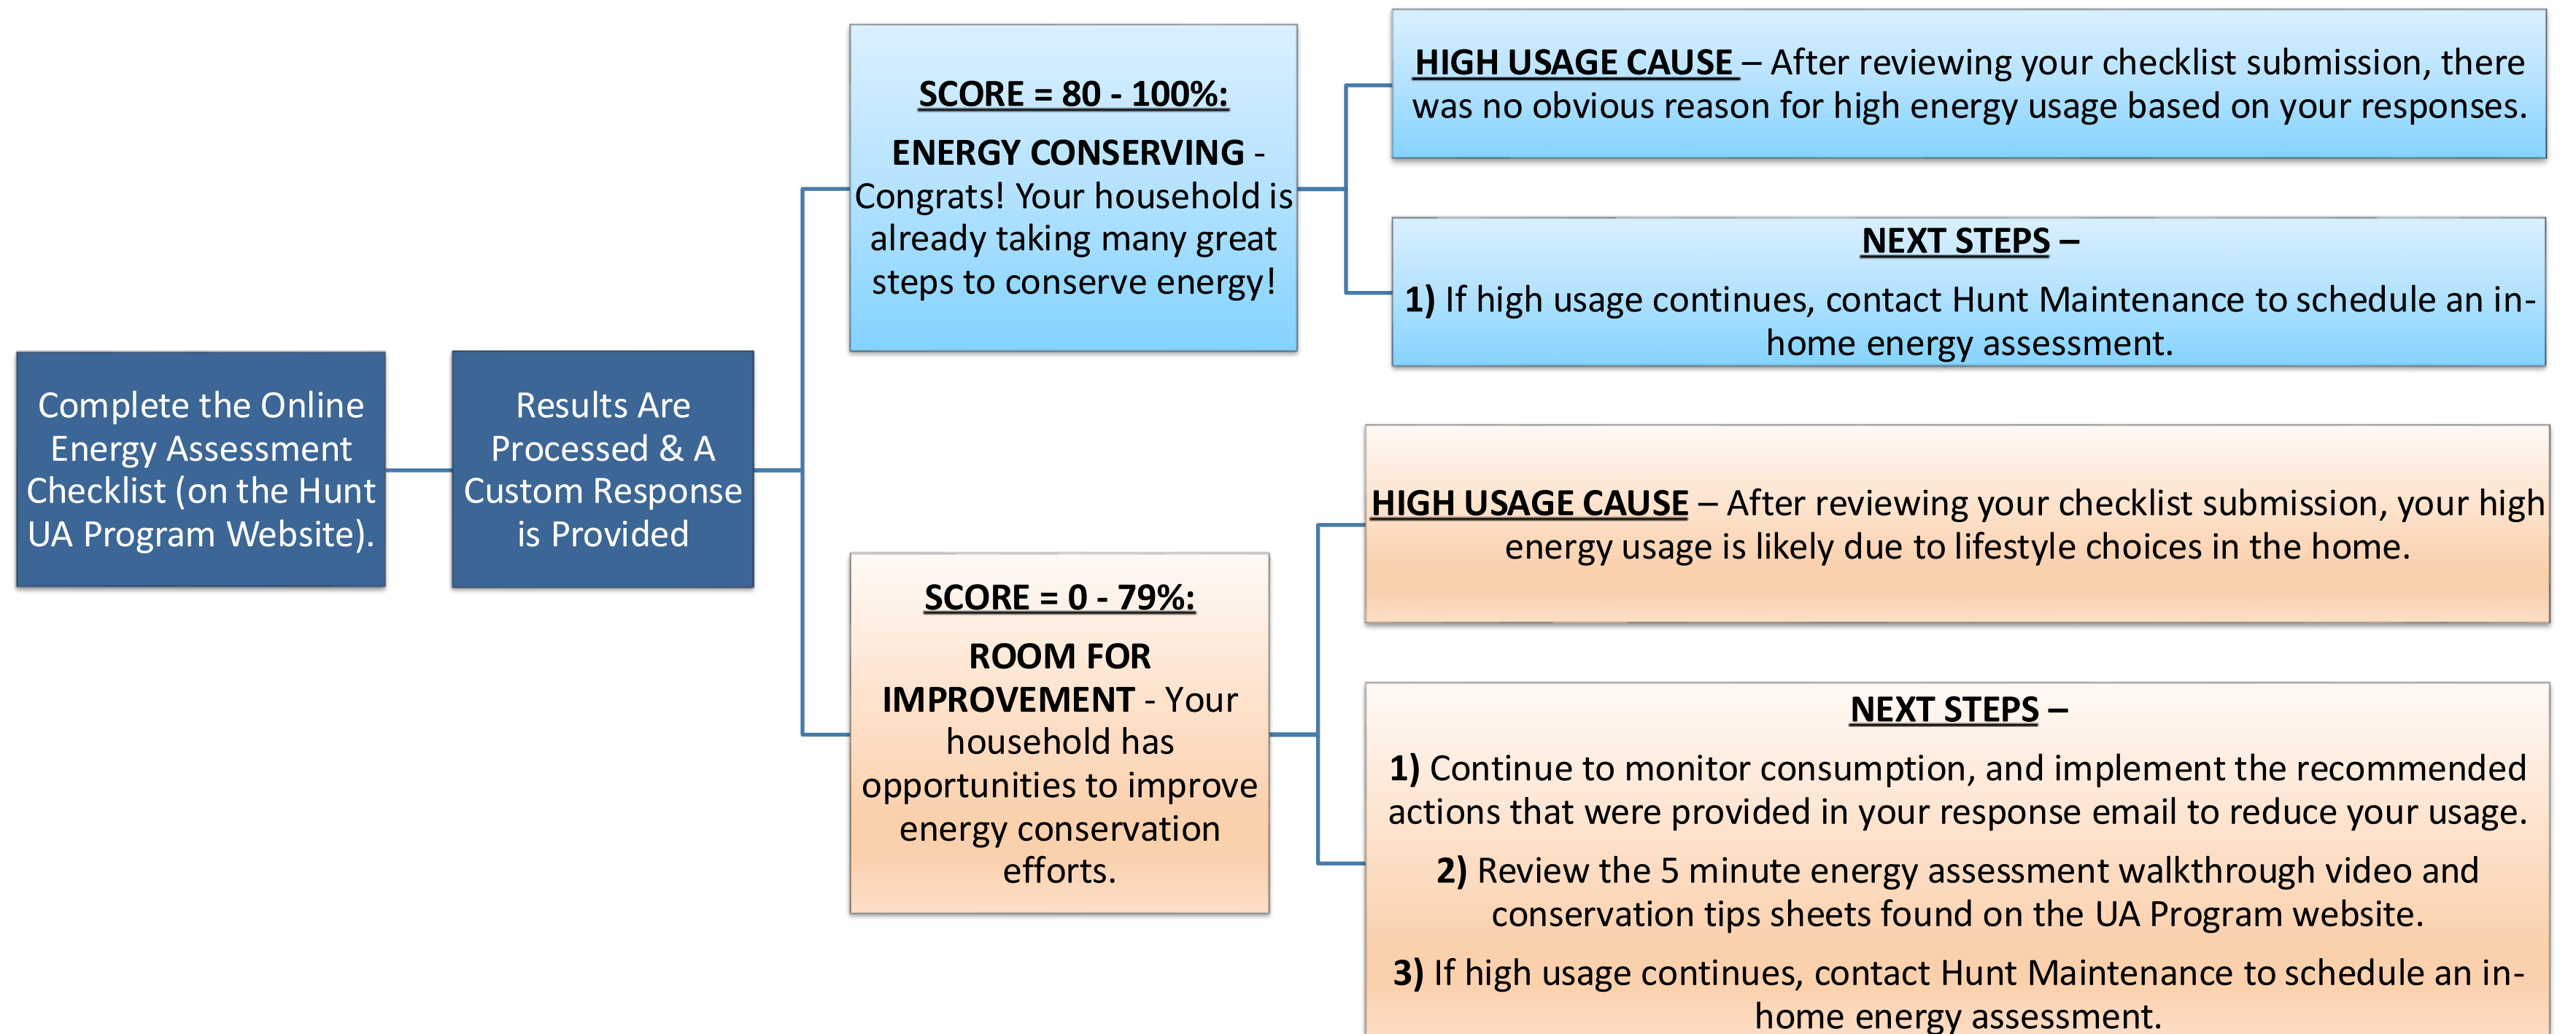 Complete the Online
Energy Assessment
Checklist (on the Hunt
UA Program Website).
Results Are
Processed & A
Custom Response
is Provided
SCORE = 80 - 100%:
ENERGY CONSERVING -
Congrats! Your household is
already taking many great
steps to conserve energy!
HIGH USAGE CAUSE – After reviewing your checklist submission, there
was no obvious reason for high energy usage based on your responses.
NEXT STEPS –
1) If high usage continues, contact Hunt Maintenance to schedule an in-
home energy assessment.
SCORE = 0 - 79%:
ROOM FOR
IMPROVEMENT - Your
household has
opportunities to improve
energy conservation
efforts.
HIGH USAGE CAUSE – After reviewing your checklist submission, your high
energy usage is likely due to lifestyle choices in the home.
NEXT STEPS –
1) Continue to monitor consumption, and implement the recommended
actions that were provided in your response email to reduce your usage.
2) Review the 5 minute energy assessment walkthrough video and
conservation tips sheets found on the UA Program website.
3) If high usage continues, contact Hunt Maintenance to schedule an in-
home energy assessment.